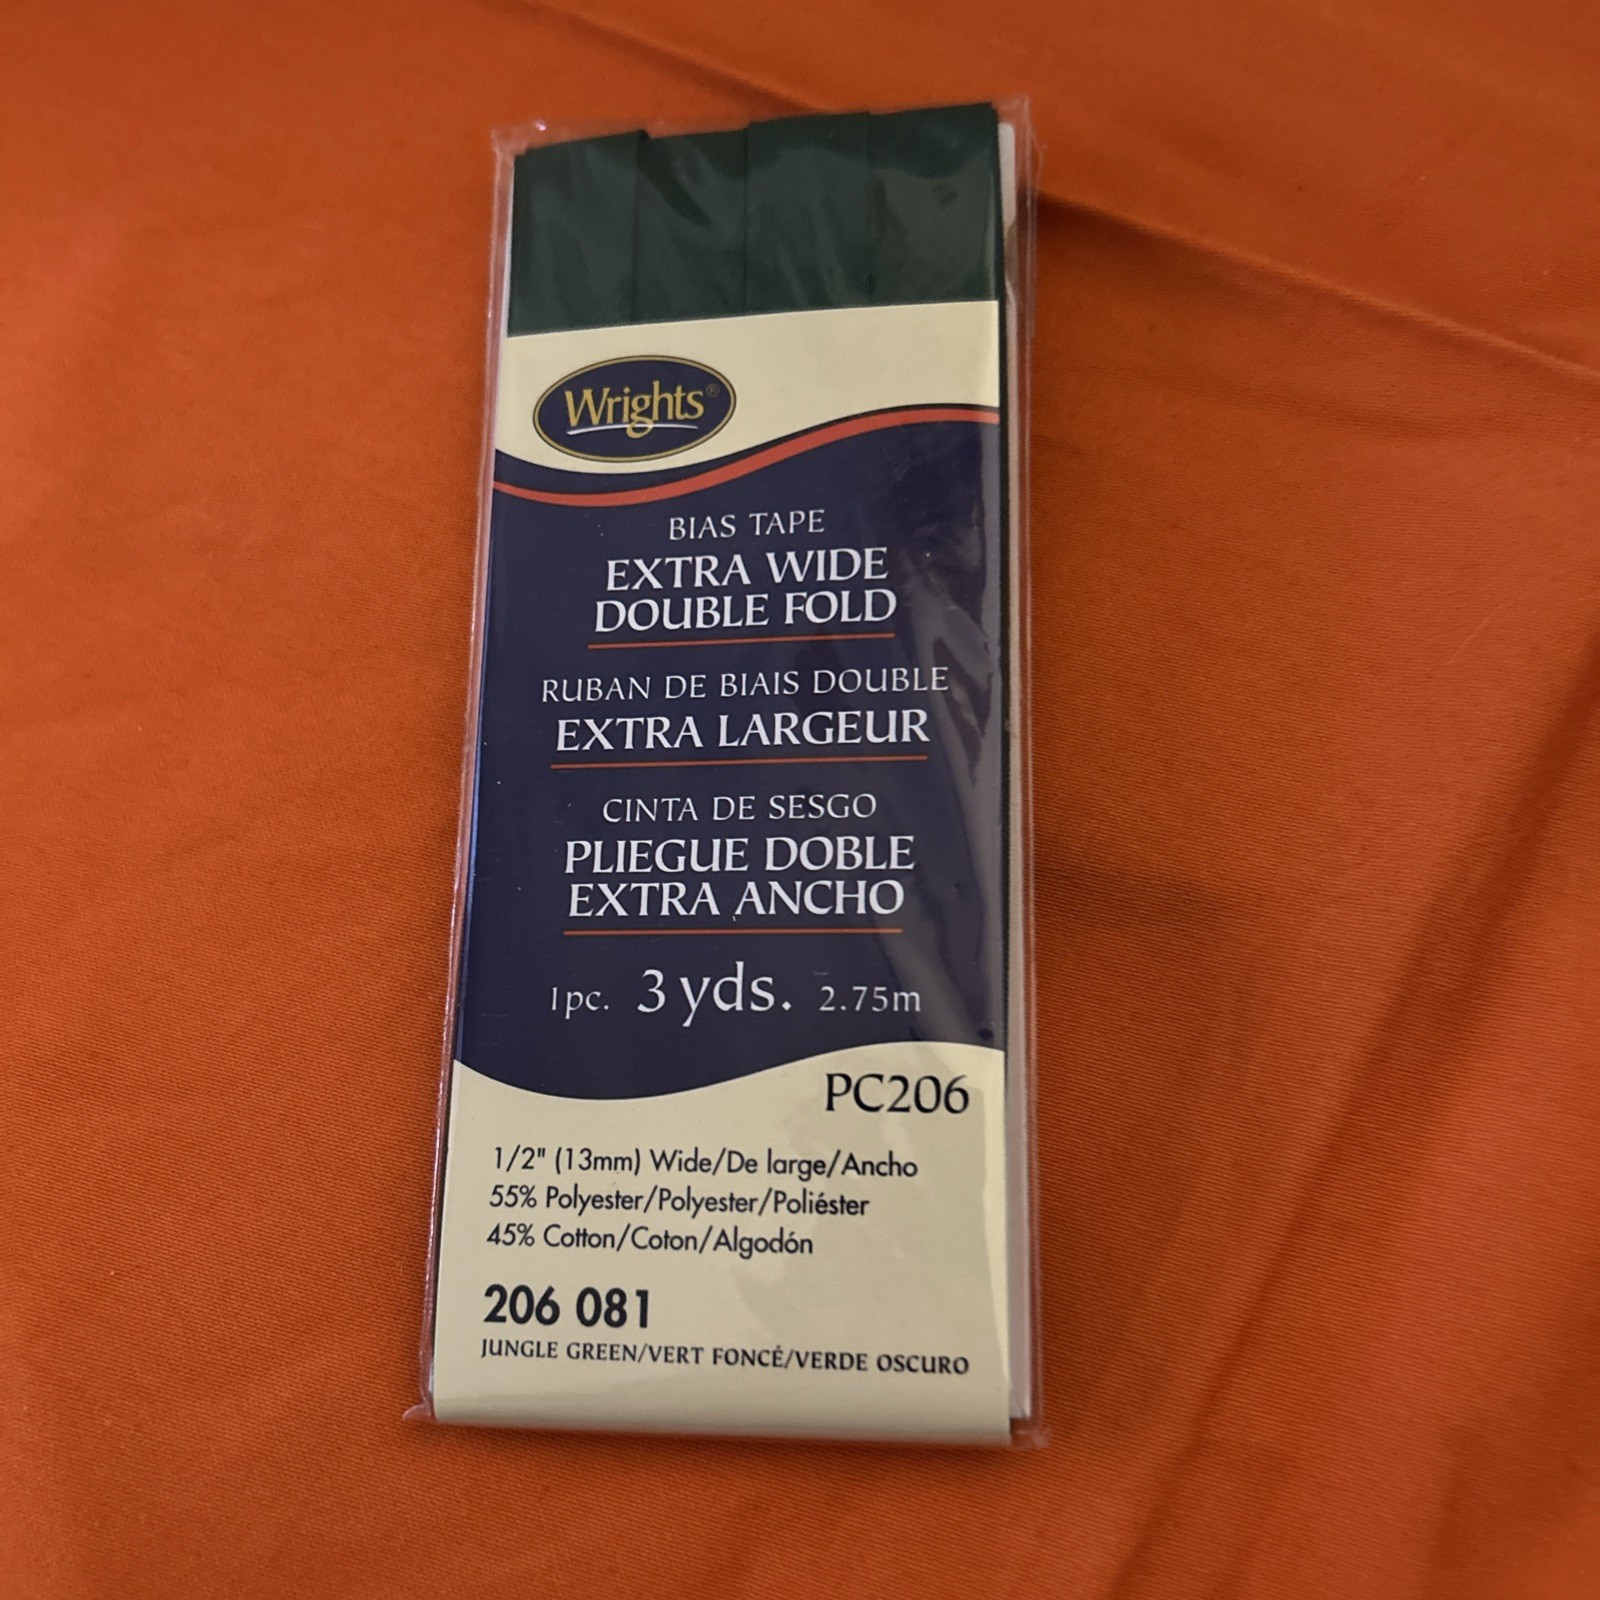 Wrights®
BIAS TAPE
EXTRA WIDE
DOUBLE FOLD
RUBAN DE BIAIS DOUBLE
EXTRA LARGEUR
CINTA DE SESGO
PLIEGUE DOBLE
EXTRA ANCHO
1 pc. 3 yds. 2.75m
PC206
1/2" (13mm) Wide/De large/Ancho
55% Polyester/Polyester/Poliéster
45% Cotton/Coton/Algodón
206 081
JUNGLE GREEN/VERT FONCÉ/VERDE OSCURO